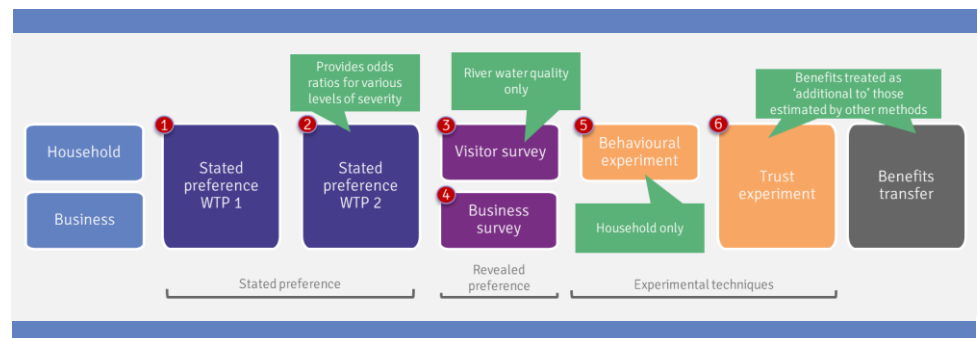 Provides odds
ratios for various
levels of severity
River water quality
only
Benefits treated as
'additional to' those
estimated by other methods
Household
Business
1
Stated
preference
WTP 1
2
Stated
preference
WTP 2
3
Visitor survey
4
Business
survey
5
Behavioural
experiment
Household only
6
Trust
experiment
Benefits
transfer
Stated preference
Revealed
preference
Experimental techniques